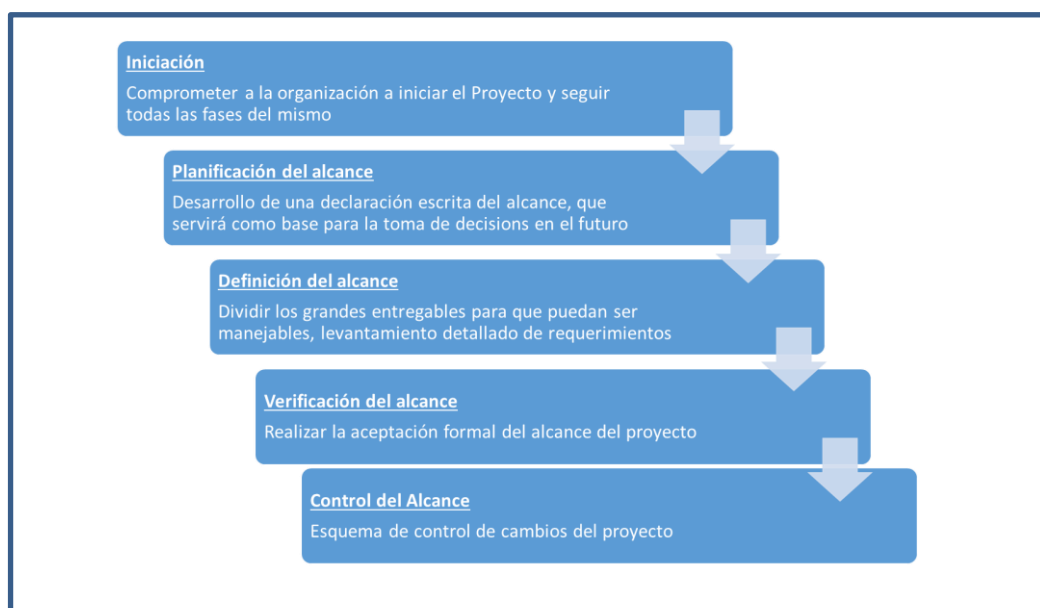 Iniciación
Comprometer a la organización a iniciar el Proyecto y seguir
todas las fases del mismo
Planificación del alcance
Desarrollo de una declaración escrita del alcance, que
servirá como base para la toma de decisions en el futuro
Definición del alcance
Dividir los grandes entregables para que puedan ser
manejables, levantamiento detallado de requerimientos
Verificación del alcance
Realizar la aceptación formal del alcance del proyecto
Control del Alcance
Esquema de control de cambios del proyecto